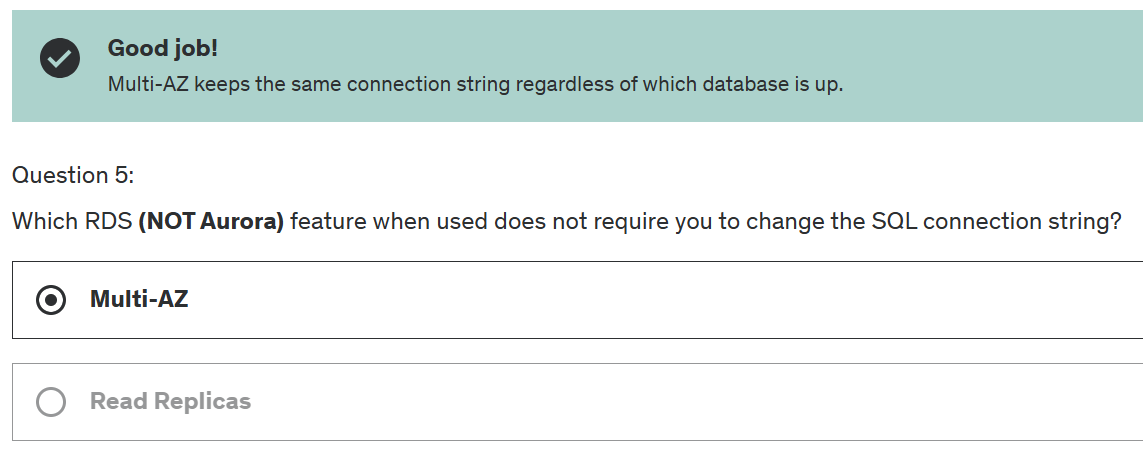 Good job!
Multi-AZ keeps the same connection string regardless of which database is up.
Question 5:
Which RDS (NOT Aurora) feature when used does not require you to change the SQL connection string?
Multi-AZ
Read Replicas